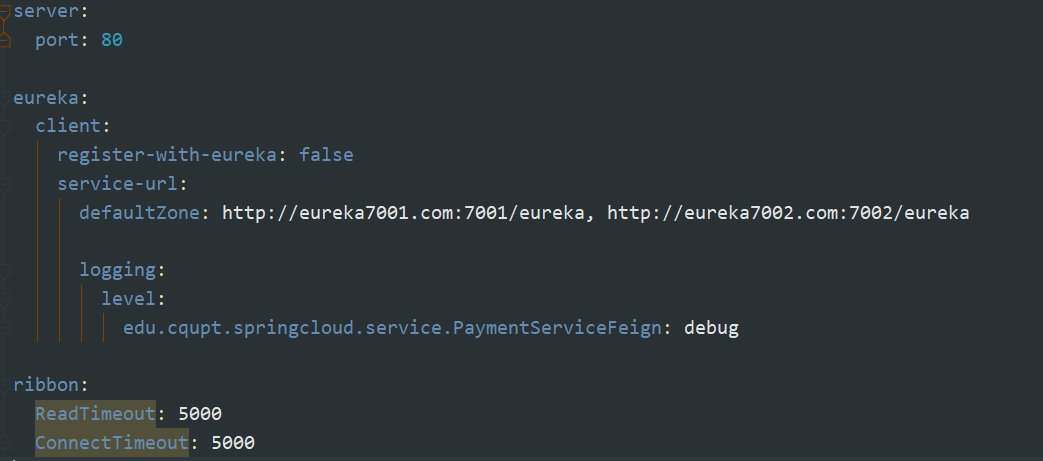 server:
  port: 80
eureka:
  client:
    register-with-eureka: false
    service-url:
      defaultZone: http://eureka7001.com:7001/eureka, http://eureka7002.com:7002/eureka
      logging:
        level:
          edu.cqupt.springcloud.service.PaymentServiceFeign: debug
ribbon:
  ReadTimeout: 5000
  ConnectTimeout: 5000